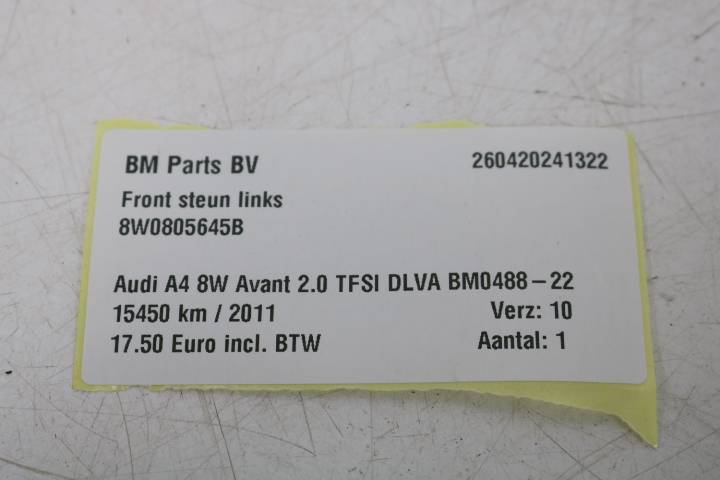 BM Parts BV 260420241322
Front steun links
8W0805645B
Audi A4 8W Avant 2.0 TFSI DLVA BM0488-22
15450 km / 2011 Verz: 10
17.50 Euro incl. BTW Aantal: 1